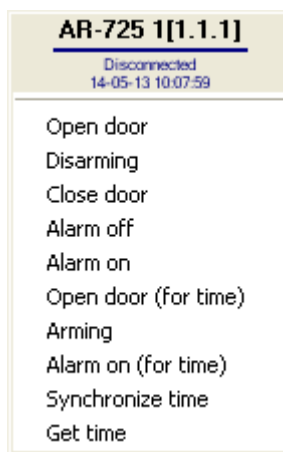 AR-725 1[1.1.1]
Disconnected
14-05-13 10:07:59
Open door
Disarming
Close door
Alarm off
Alarm on
Open door (for time)
Arming
Alarm on (for time)
Synchronize time
Get time